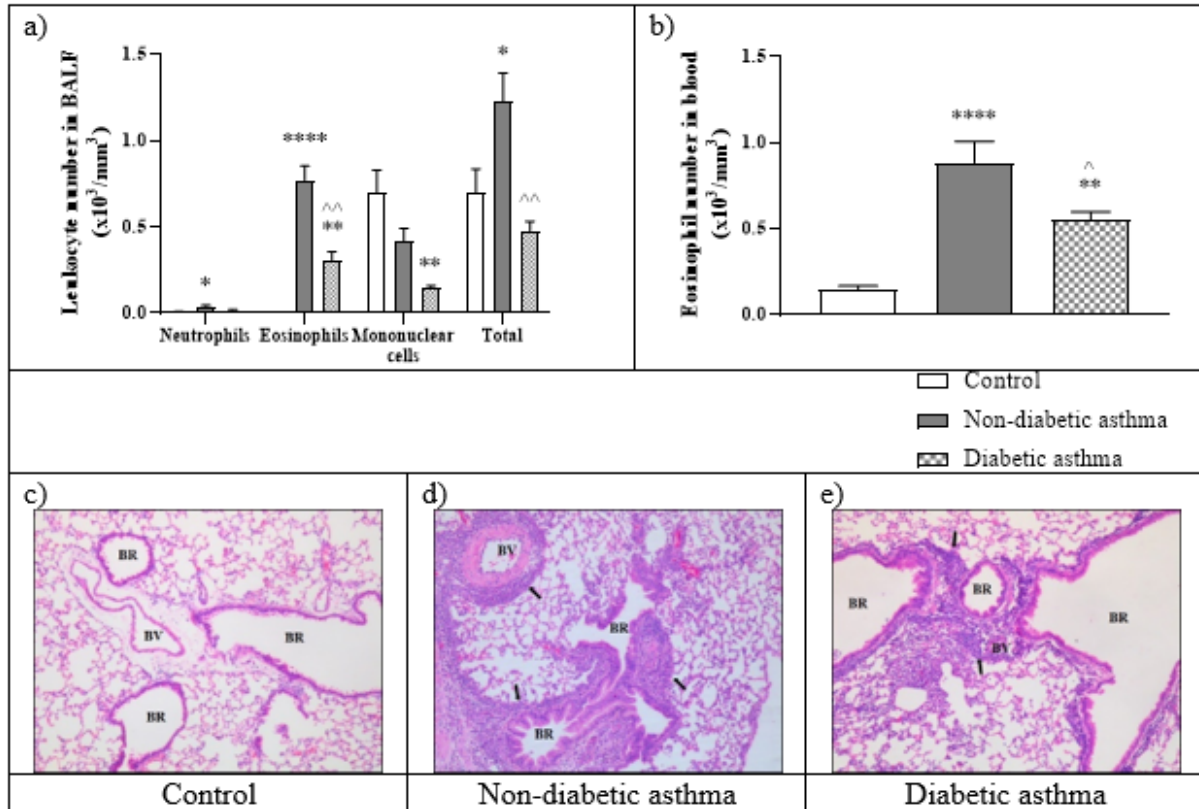 a)
Leukocyte number in BALF
(x10³/mm³)
1.5
1.0
0.5
0.0
*
****
^^
**
**
*
^^
Neutrophils Eosinophils Mononuclear cells Total
b)
Eosinophil number in blood
(x10³/mm³)
1.5
1.0
0.5
0.0
****
^
**
Control
Non-diabetic asthma
Diabetic asthma
c)
BR
BV
BR
BR
Control
d)
BV
BR
BR
Non-diabetic asthma
e)
BR
BR
BR
BV
Diabetic asthma